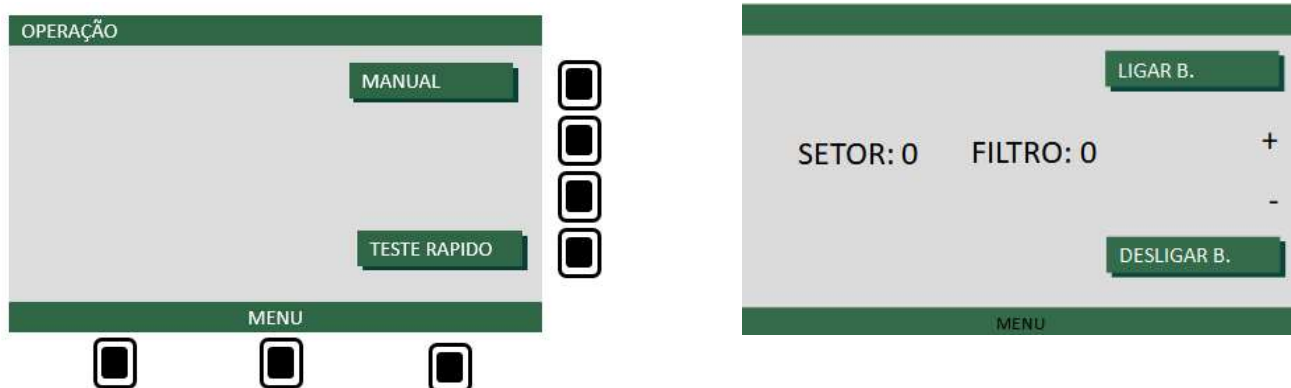 OPERAÇÃO
MANUAL
TESTE RAPIDO
MENU
LIGAR B.
SETOR: 0 FILTRO: 0 +
-
DESLIGAR B.
MENU